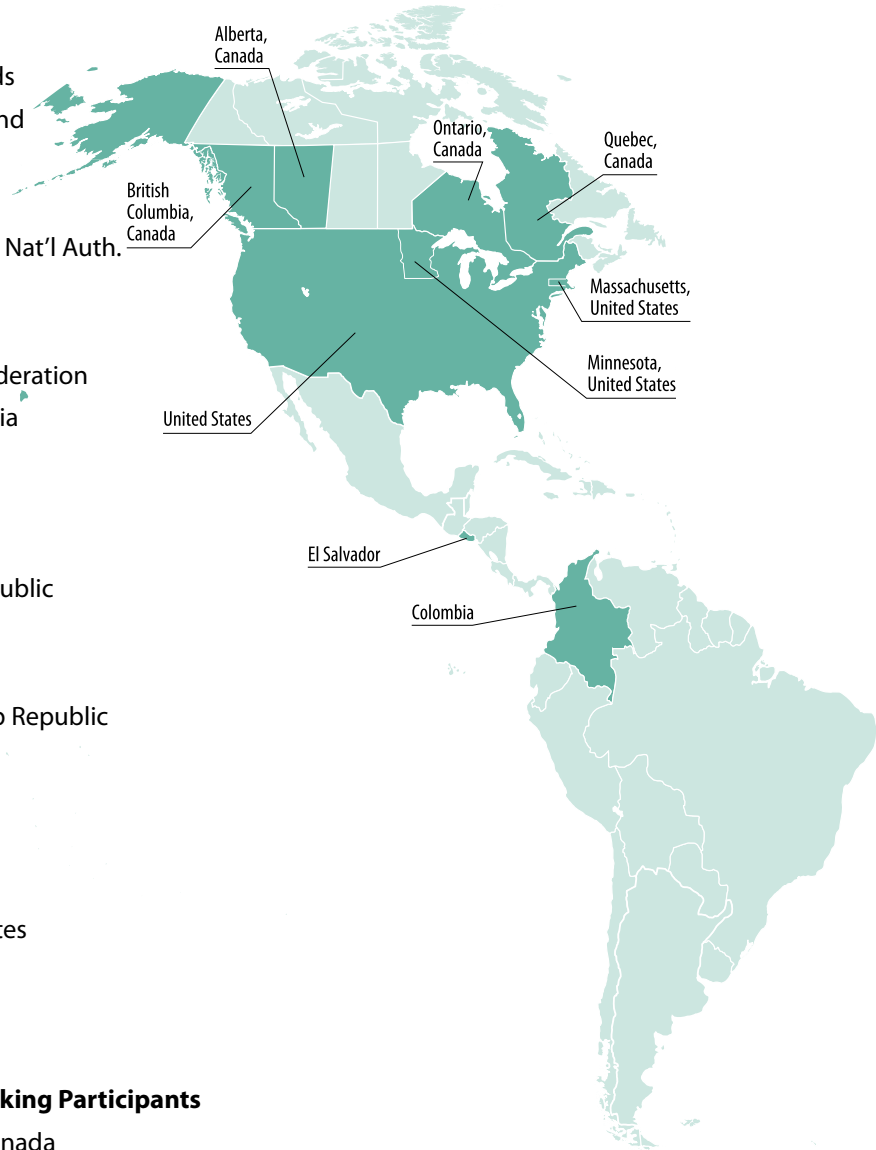 ds
nd
Nat'l Auth.
deration
ia
ublic
Republic
tes
king Participants
nada
Alberta,
Canada
British
Columbia,
Canada
Ontario,
Canada
Quebec,
Canada
Massachusetts,
United States
Minnesota,
United States
United States
El Salvador
Colombia